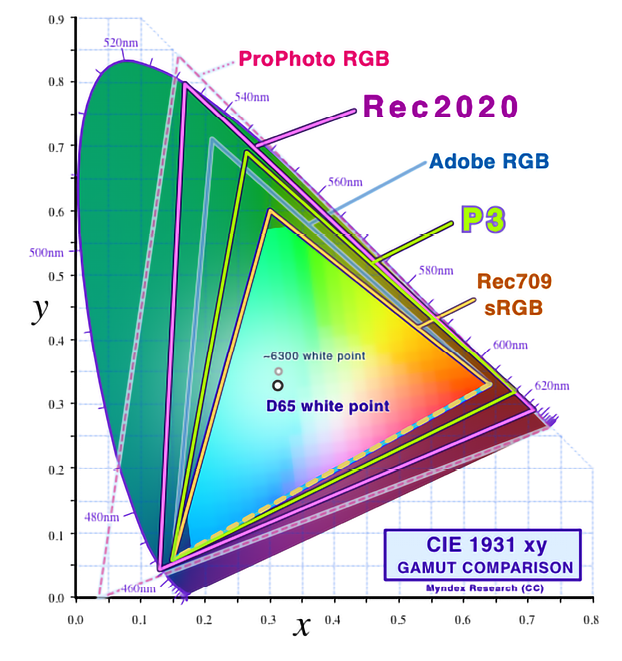 0.9
520nm
ProPhoto RGB
0.8
540nm
Rec2020
0.7
Adobe RGB
560nm
0.6
P3
500nm
580nm
0.5
Rec709
sRGB
y
0.4
600nm
~6300 white point
620nm
D65 white point
0.3
0.2
480nm
0.1
CIE 1931 xy
GAMUT COMPARISON
460nm
Myndex Research (CC)
0.0
0.0 0.1 0.2 0.3 0.4 0.5 0.6 0.7 0.8
x